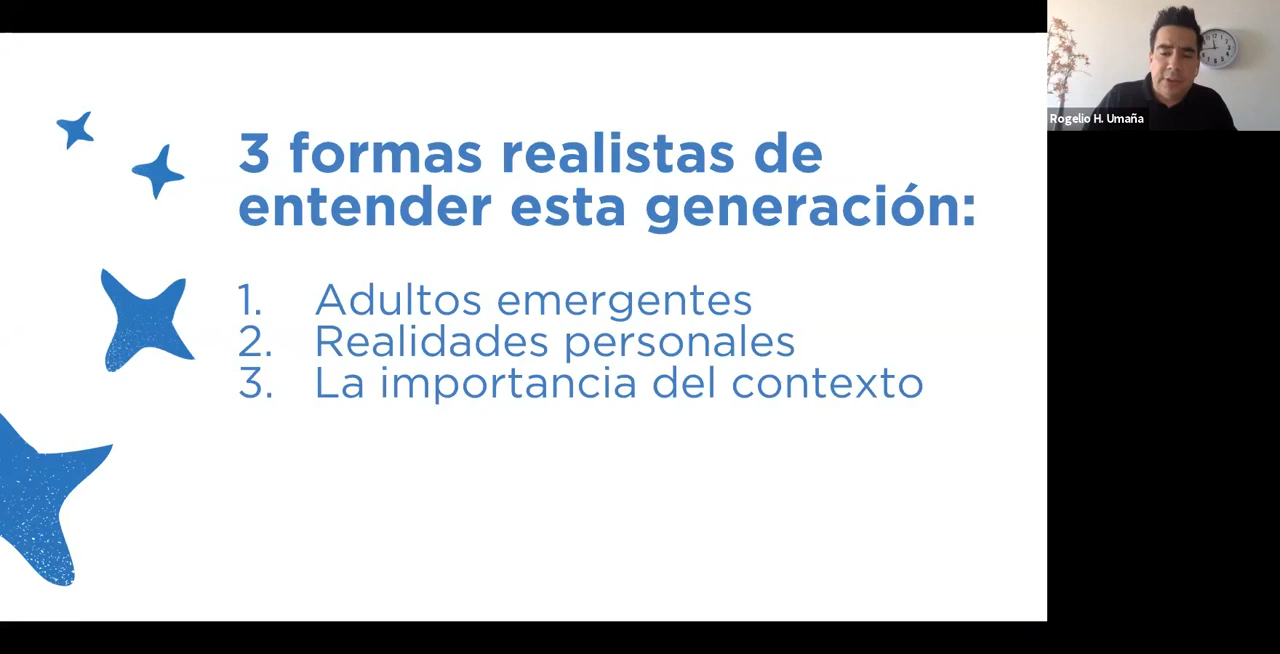 3 formas realistas de
entender esta generación:
1. Adultos emergentes
2. Realidades personales
3. La importancia del contexto
Rogelio H. Umaña